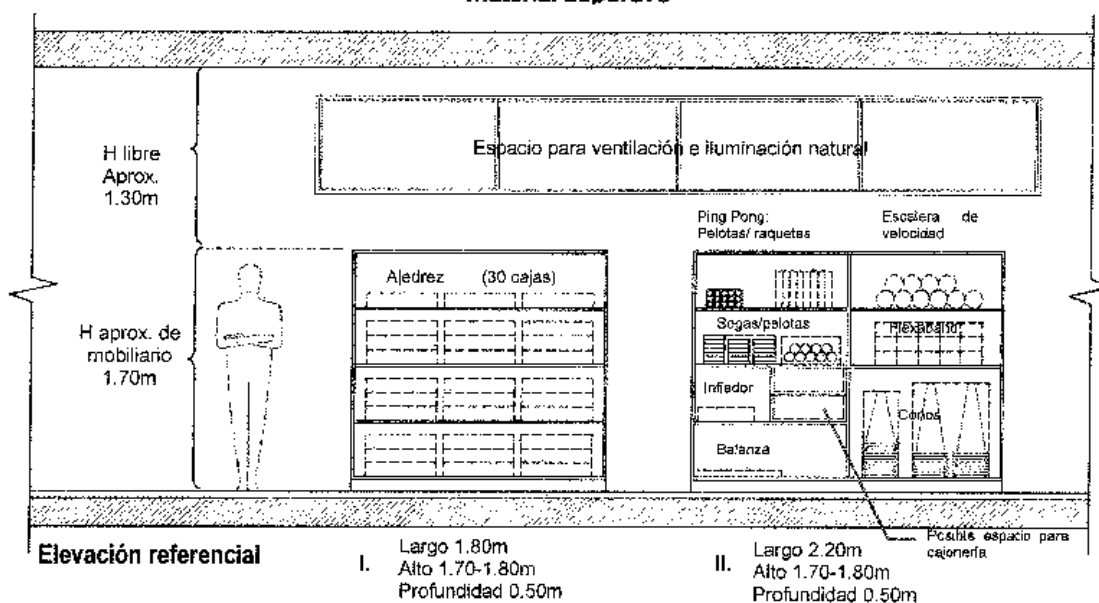 Espacio para ventilación e iluminación natural
H libre
Aprox.
1.30m
Ping Pong:
Pelotas/ raquetas
Escalera de
velocidad
Ajedrez (30 cajas)
H aprox. de
mobiliario
1.70m
Sogas/pelotas
Flexaband
Inflador
Conos
Balanza
Posible espacio para
cajonería
Elevación referencial
I.
Largo 1.80m
Alto 1.70-1.80m
Profundidad 0.50m
II.
Largo 2.20m
Alto 1.70-1.80m
Profundidad 0.50m